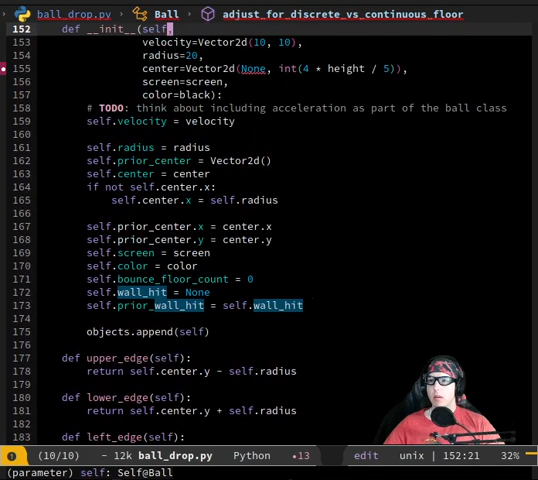 ball_drop.py › Ball › adjust_for_discrete_vs_continuous_floor
152 def __init__(self,
153 velocity=Vector2d(10, 10),
154 radius=20,
155 center=Vector2d(None, int(4 * height / 5)),
156 screen=screen,
157 color=black):
158 # TODO: think about including acceleration as part of the ball class
159 self.velocity = velocity
160
161 self.radius = radius
162 self.prior_center = Vector2d()
163 self.center = center
164 if not self.center.x:
165 self.center.x = self.radius
166
167 self.prior_center.x = center.x
168 self.prior_center.y = center.y
169 self.screen = screen
170 self.color = color
171 self.bounce_floor_count = 0
172 self.wall_hit = None
173 self.prior_wall_hit = self.wall_hit
174
175 objects.append(self)
176
177 def upper_edge(self):
178 return self.center.y - self.radius
179
180 def lower_edge(self):
181 return self.center.y + self.radius
182
183 def left_edge(self):
(10/10) - 12k ball_drop.py Python •13 edit unix | 152:21 32%
(parameter) self: Self@Ball